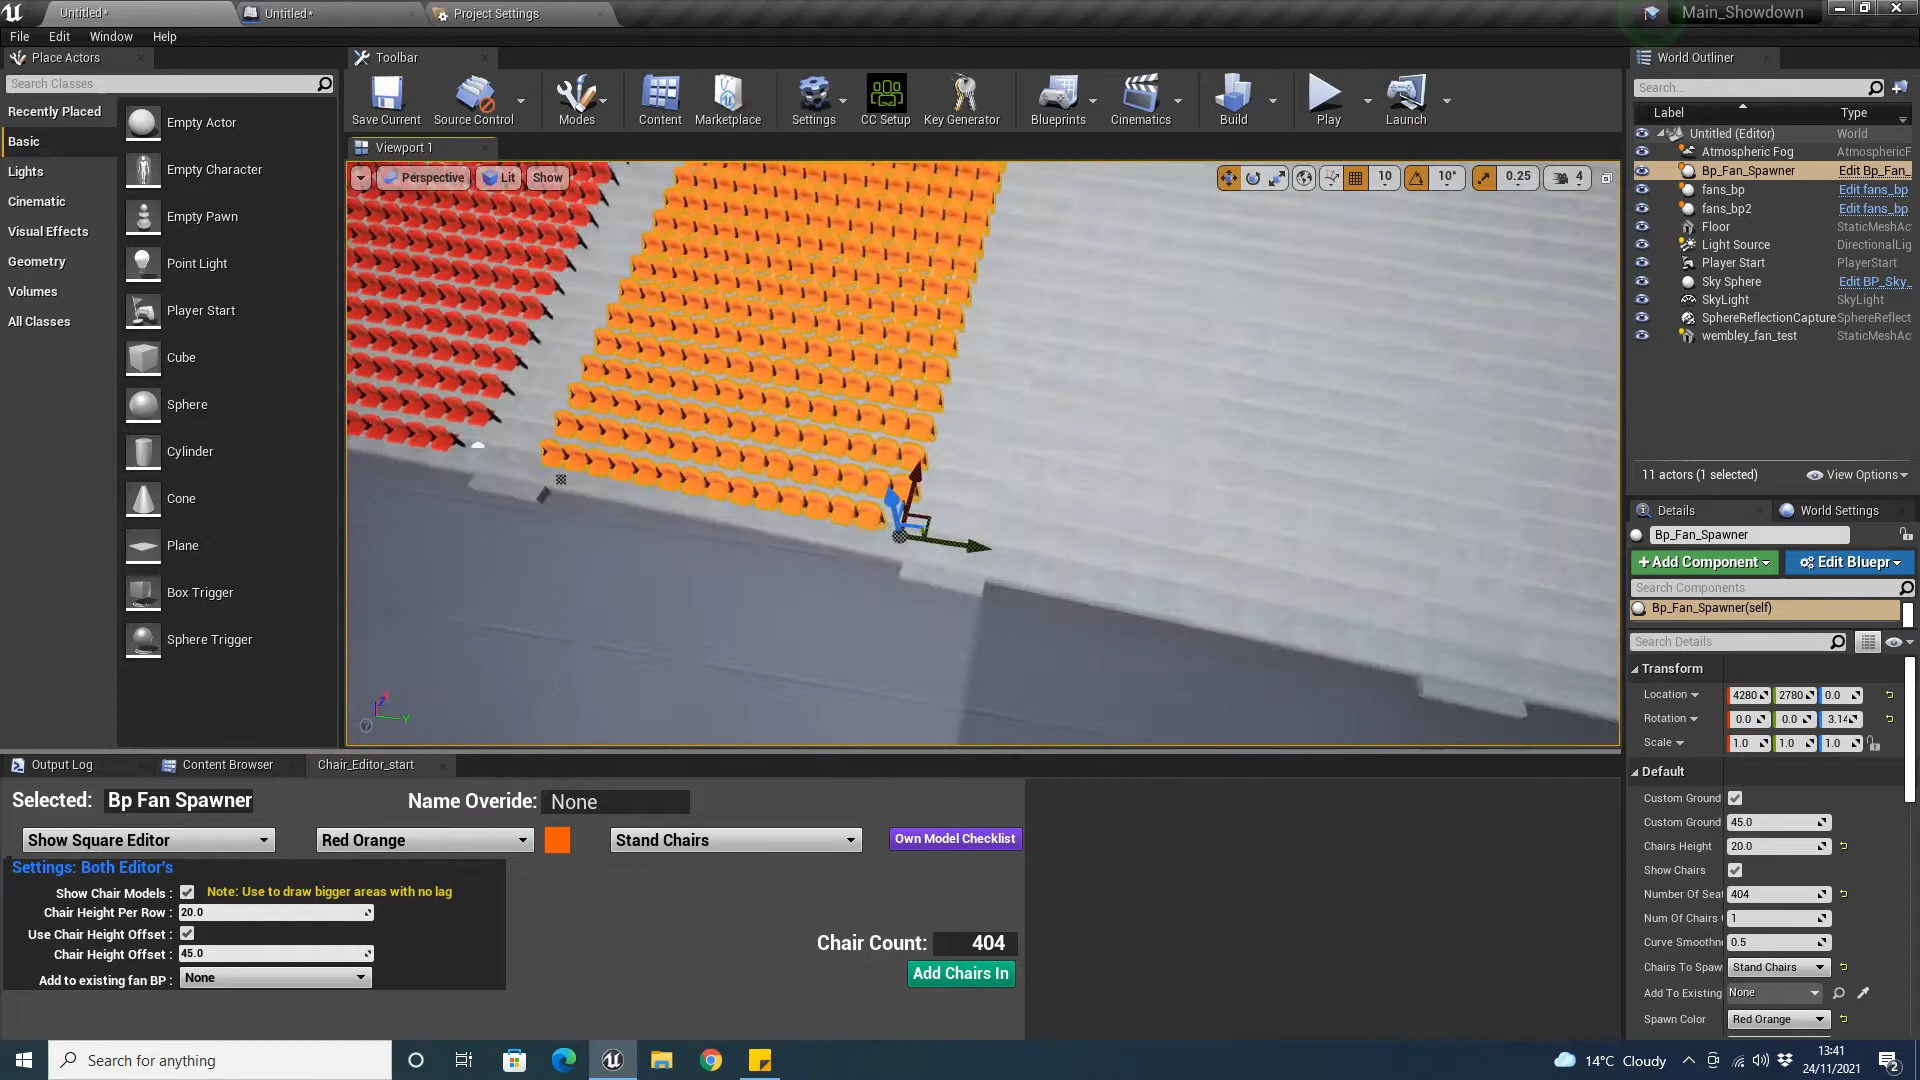 Untitled*
Untitled*
Project Settings
Main_Showdown
File
Edit
Window
Help
Place Actors
Search Classes
Recently Placed
Basic
Lights
Cinematic
Visual Effects
Geometry
Volumes
All Classes
Empty Actor
Empty Character
Empty Pawn
Point Light
Player Start
Cube
Sphere
Cylinder
Cone
Plane
Box Trigger
Sphere Trigger
Toolbar
Save Current
Source Control
Modes
Content
Marketplace
Settings
CC Setup
Key Generator
Blueprints
Cinematics
Build
Play
Launch
Viewport 1
Perspective
Lit
Show
10
10°
0.25
4
World Outliner
Search...
Label
Type
Untitled (Editor) World
Atmospheric Fog AtmosphericF
Bp_Fan_Spawner Edit Bp_Fan_
fans_bp Edit fans_bp
fans_bp2 Edit fans_bp
Floor StaticMeshAc
Light Source DirectionalLig
Player Start PlayerStart
Sky Sphere Edit BP_Sky_
SkyLight SkyLight
SphereReflectionCapture SphereReflect
wembley_fan_test StaticMeshAc
11 actors (1 selected)
View Options
Details
World Settings
Bp_Fan_Spawner
+Add Component
Edit Bluepr
Search Components
Bp_Fan_Spawner(self)
Search Details
Transform
Location 4280 2780 0.0
Rotation 0.0 0.0 3.14
Scale 1.0 1.0 1.0
Default
Custom Ground
Custom Ground 45.0
Chairs Height 20.0
Show Chairs
Number Of Sea 404
Num Of Chairs 1
Curve Smoothn 0.5
Chairs To Spaw Stand Chairs
Add To Existing None
Spawn Color Red Orange
X
Z
Y
Output Log
Content Browser
Chair_Editor_start
Selected: Bp Fan Spawner
Name Overide: None
Show Square Editor
Red Orange
Stand Chairs
Own Model Checklist
Settings: Both Editor's
Show Chair Models :
Note: Use to draw bigger areas with no lag
Chair Height Per Row : 20.0
Use Chair Height Offset :
Chair Height Offset : 45.0
Add to existing fan BP : None
Chair Count: 404
Add Chairs In
Search for anything
14°C Cloudy
13:41
24/11/2021
2